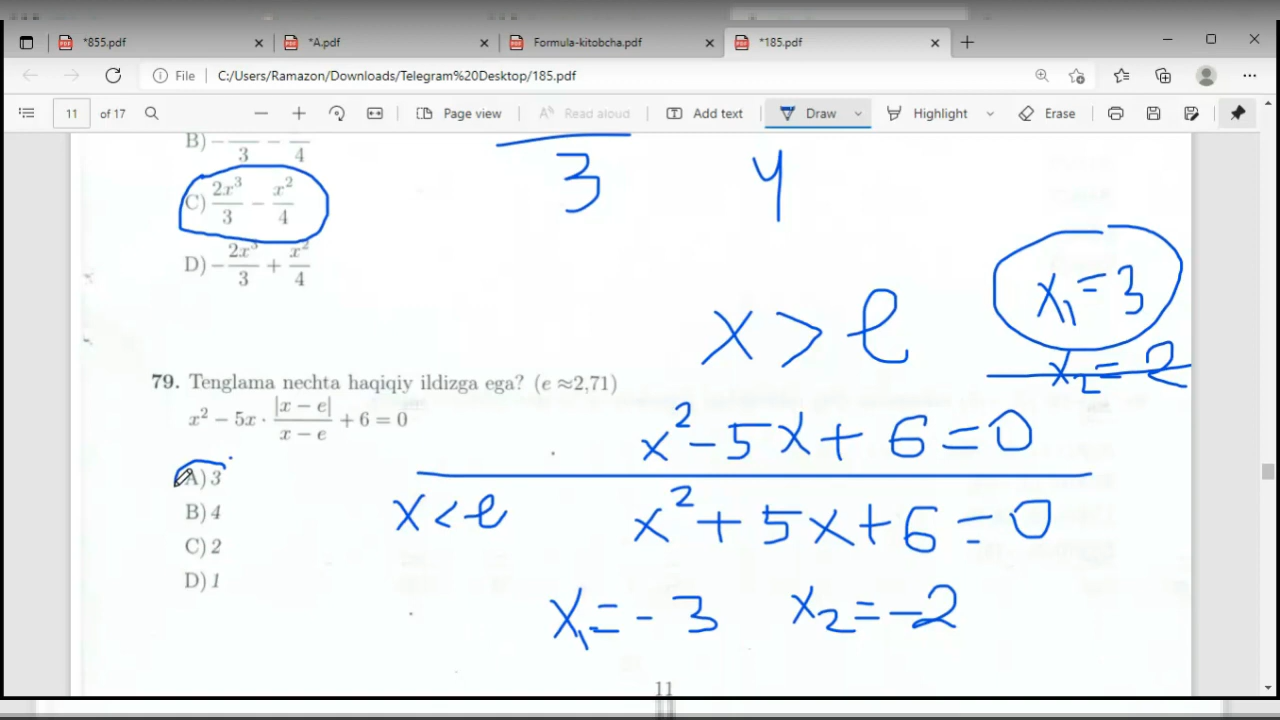 *855.pdf *A.pdf Formula-kitobcha.pdf *185.pdf
File C:/Users/Ramazon/Downloads/Telegram%20Desktop/185.pdf
11 of 17 Page view Read aloud Add text Draw Highlight Erase
B) − /3 − /4
3 4
C) 2x³/3 − x²/4
D) − 2x³/3 + x²/4
x > e
x₁ = 3
x₂ = 2
79. Tenglama nechta haqiqiy ildizga ega? (e ≈2,71)
x² − 5x · |x − e|/(x − e) + 6 = 0
x² − 5x + 6 = 0
A) 3
x < e x² + 5x + 6 = 0
B) 4
C) 2
D) 1
x₁ = − 3 x₂ = − 2
11